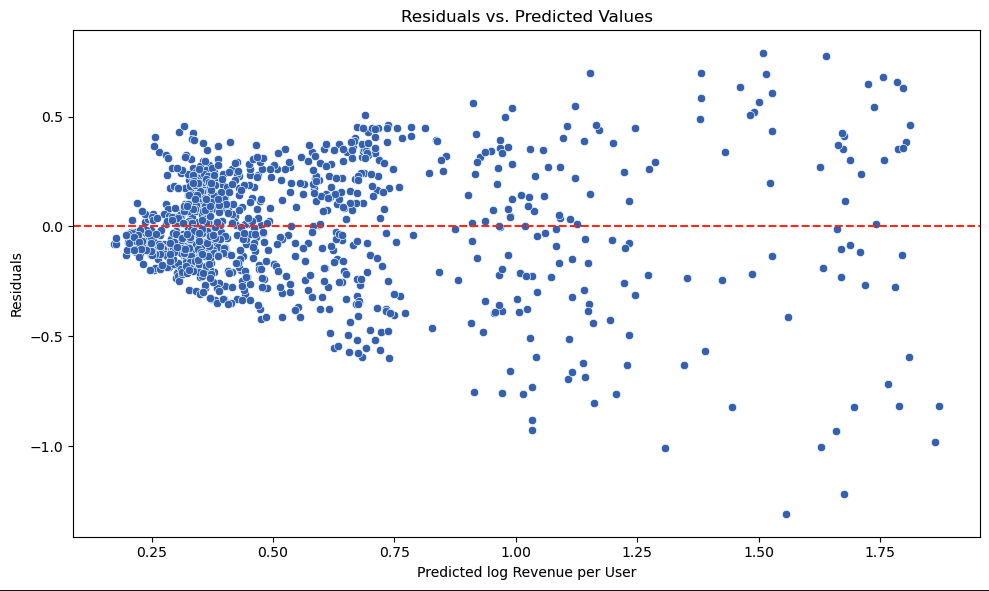 Residuals vs. Predicted Values
Residuals
0.5
0.0
−0.5
−1.0
0.25 0.50 0.75 1.00 1.25 1.50 1.75
Predicted log Revenue per User